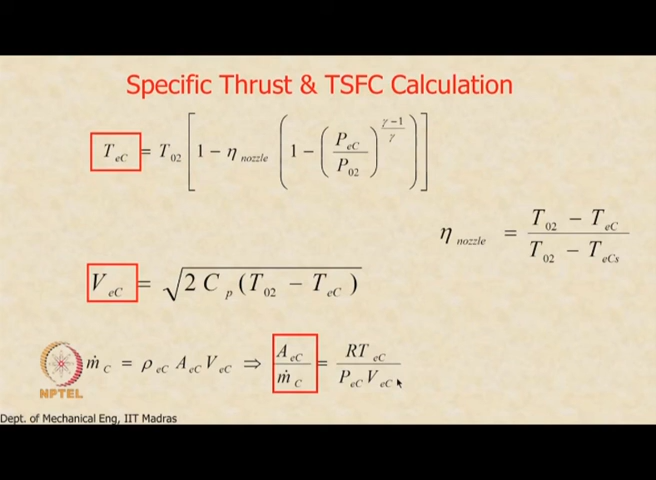 Specific Thrust & TSFC Calculation
T_eC = T_02 [ 1 − η_nozzle ( 1 − ( P_eC / P_02 )^((γ−1)/γ) ) ]
η_nozzle = (T_02 − T_eC) / (T_02 − T_eCs)
V_eC = √(2 C_p (T_02 − T_eC))
ṁ_C = ρ_eC A_eC V_eC ⇒ A_eC / ṁ_C = RT_eC / P_eC V_eC
NPTEL
Dept. of Mechanical Eng, IIT Madras